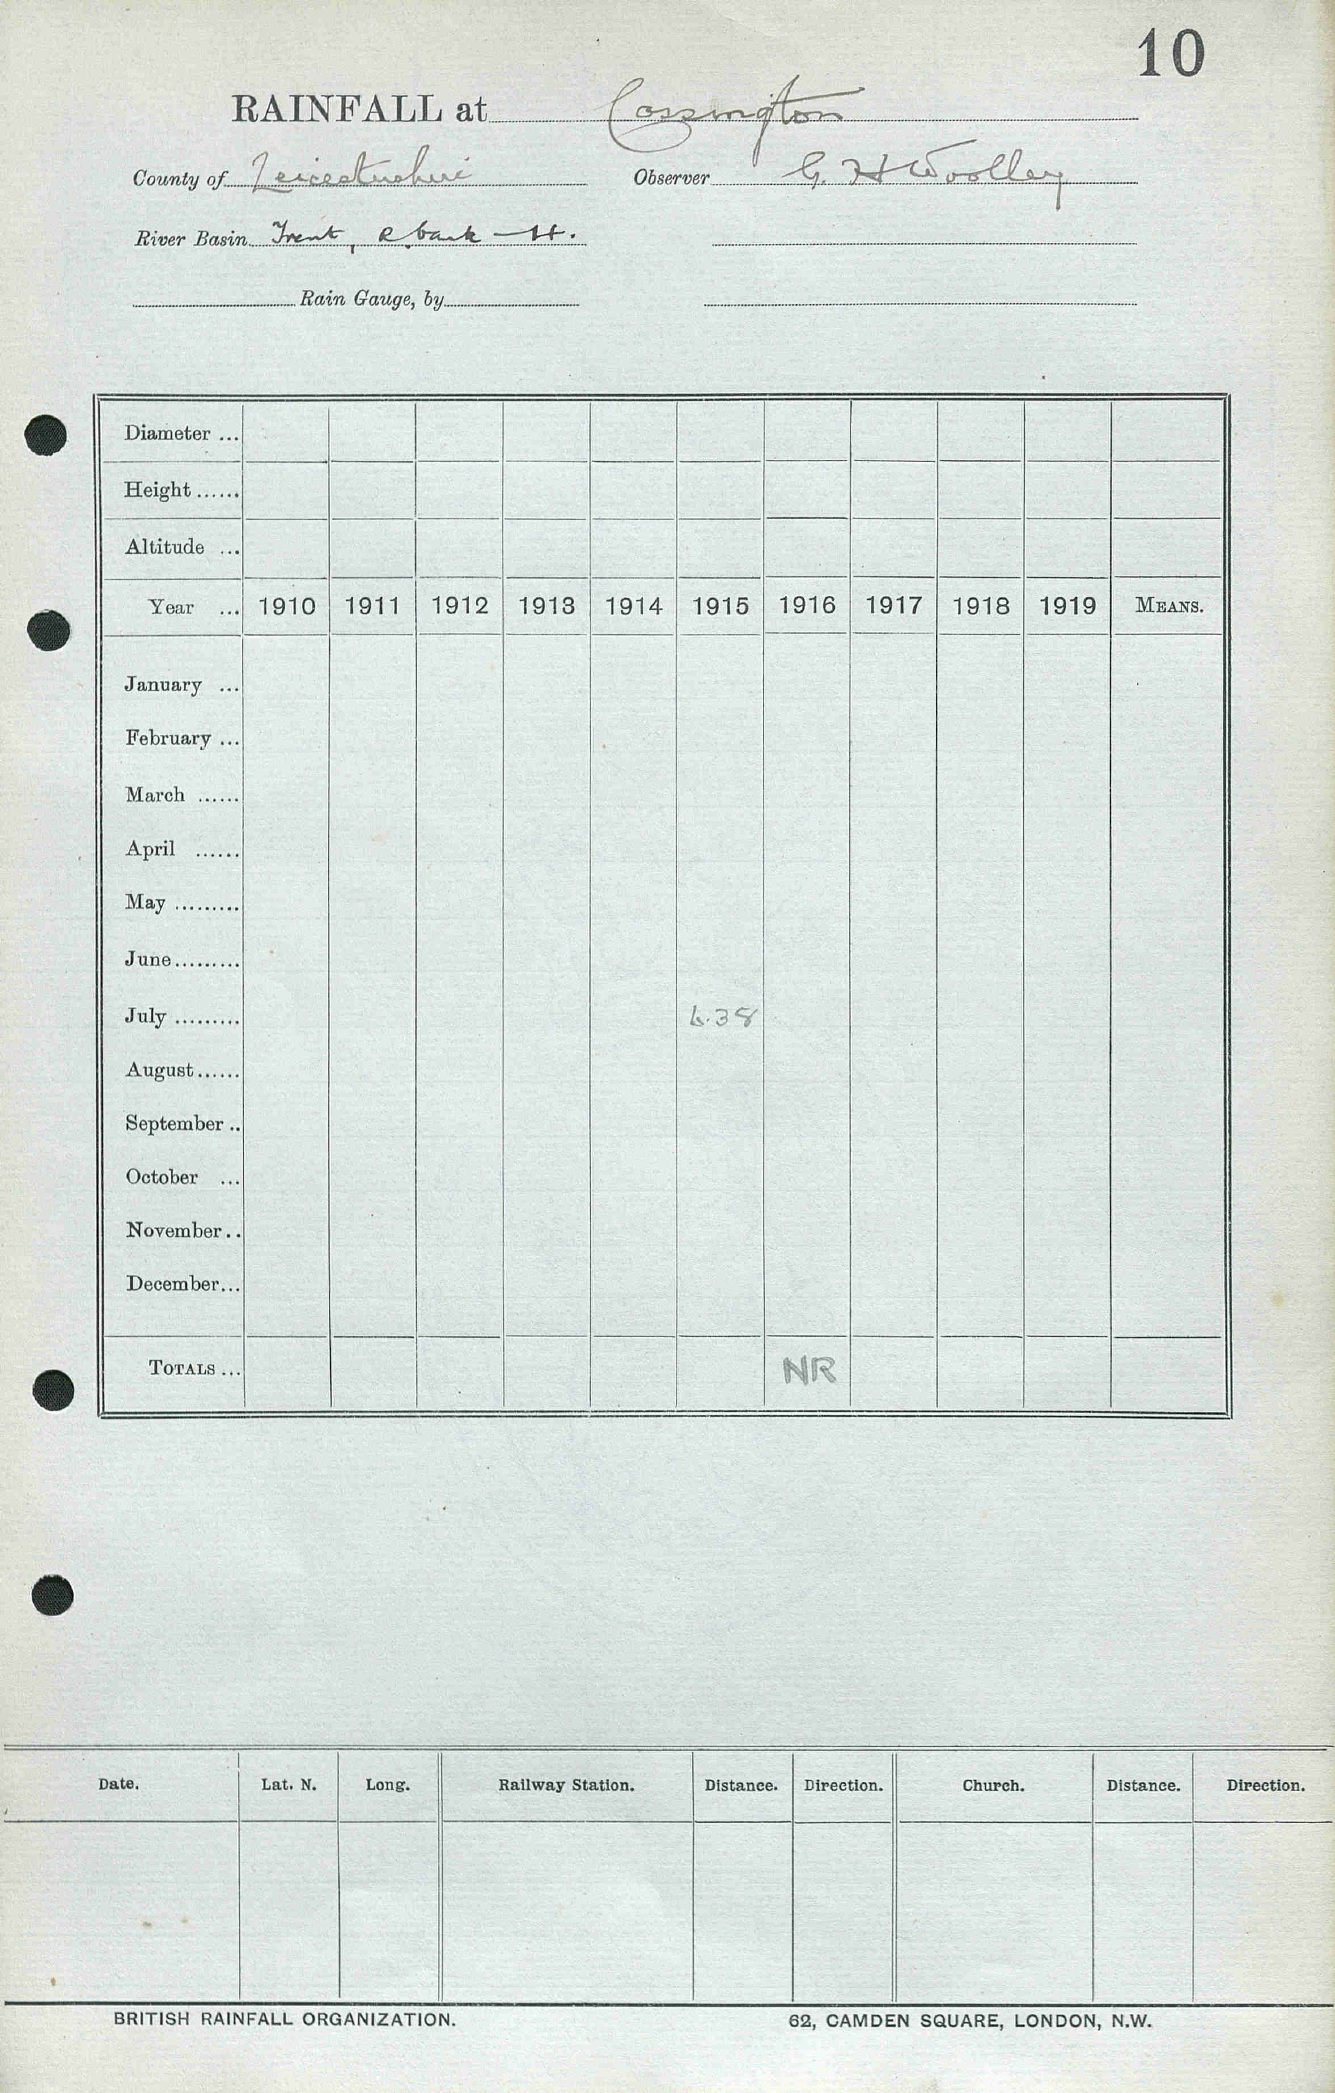 10
RAINFALL at Cossington
County of Leicestershire Observer G. H Woolley
River Basin Trent, R. bank — H.
Rain Gauge, by
Diameter ...
Height ......
Altitude ...
Year ... 1910 1911 1912 1913 1914 1915 1916 1917 1918 1919 MEANS.
January ...
February ...
March ......
April ......
May .........
June .........
July ......... 6.38
August ......
September ..
October ...
November ..
December ...
TOTALS ... NR
Date. Lat. N. Long. Railway Station. Distance. Direction. Church. Distance. Direction.
BRITISH RAINFALL ORGANIZATION. 62, CAMDEN SQUARE, LONDON, N.W.